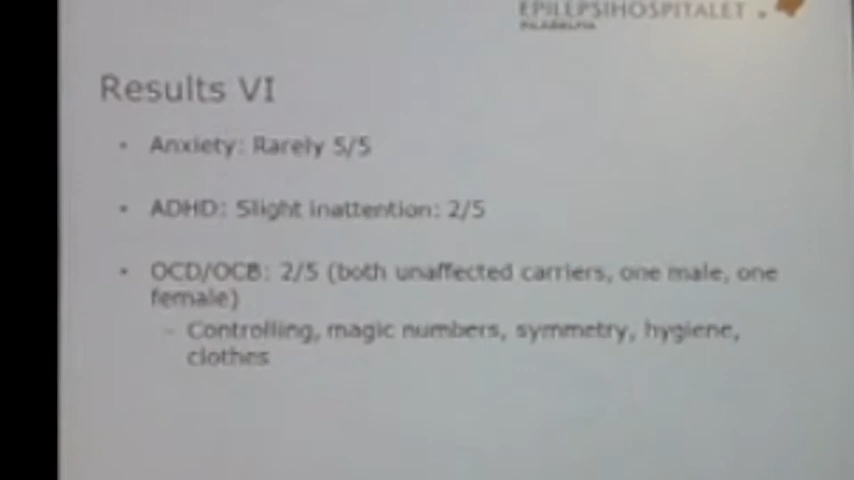 EPILEPSIHOSPITALET
PILADELFIA
Results VI
• Anxiety: Rarely 5/5
• ADHD: Slight inattention: 2/5
• OCD/OCB: 2/5 (both unaffected carriers, one male, one
female)
– Controlling, magic numbers, symmetry, hygiene,
clothes